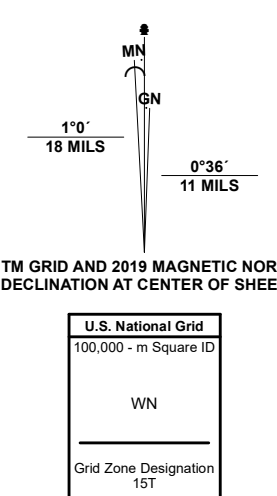 MN
GN
1°0´
18 MILS
0°36´
11 MILS
TM GRID AND 2019 MAGNETIC NOR
DECLINATION AT CENTER OF SHEE
U.S. National Grid
100,000 - m Square ID
WN
Grid Zone Designation
15T